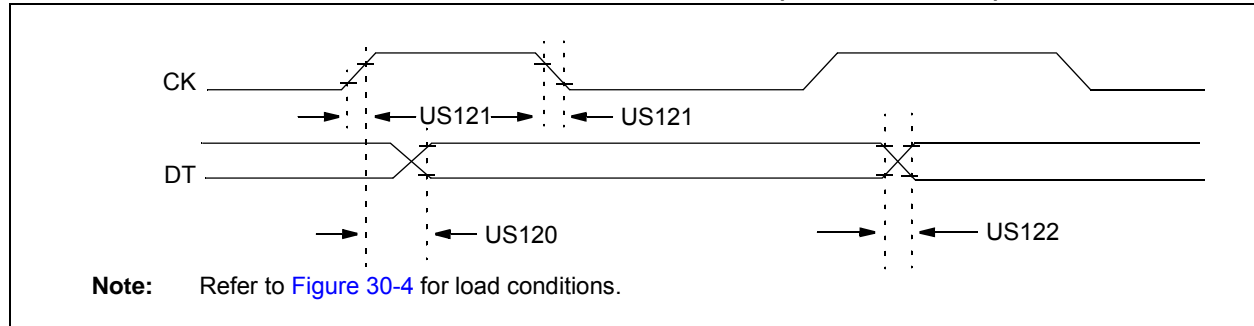 CK
US121 US121
DT
US120 US122
Note: Refer to Figure 30-4 for load conditions.